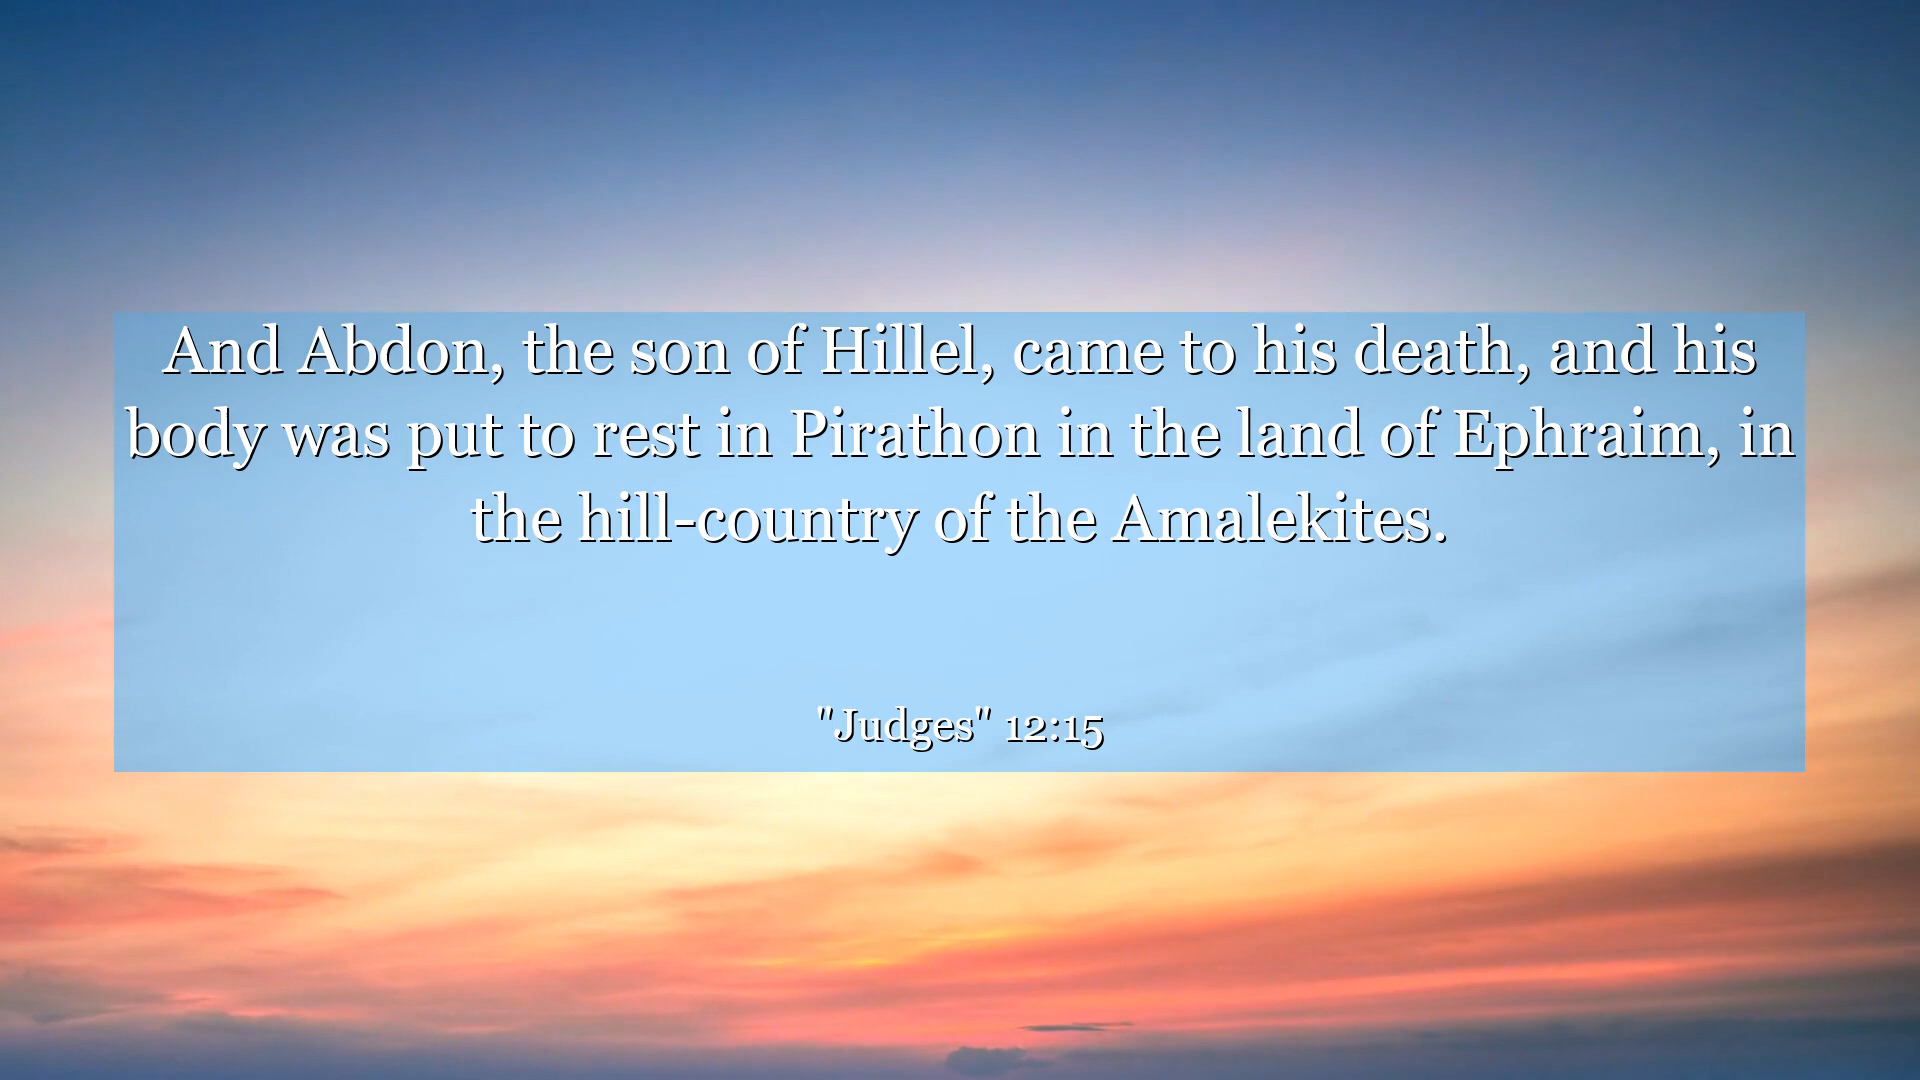 And Abdon, the son of Hillel, came to his death, and his
body was put to rest in Pirathon in the land of Ephraim, in
the hill-country of the Amalekites.
"Judges" 12:15